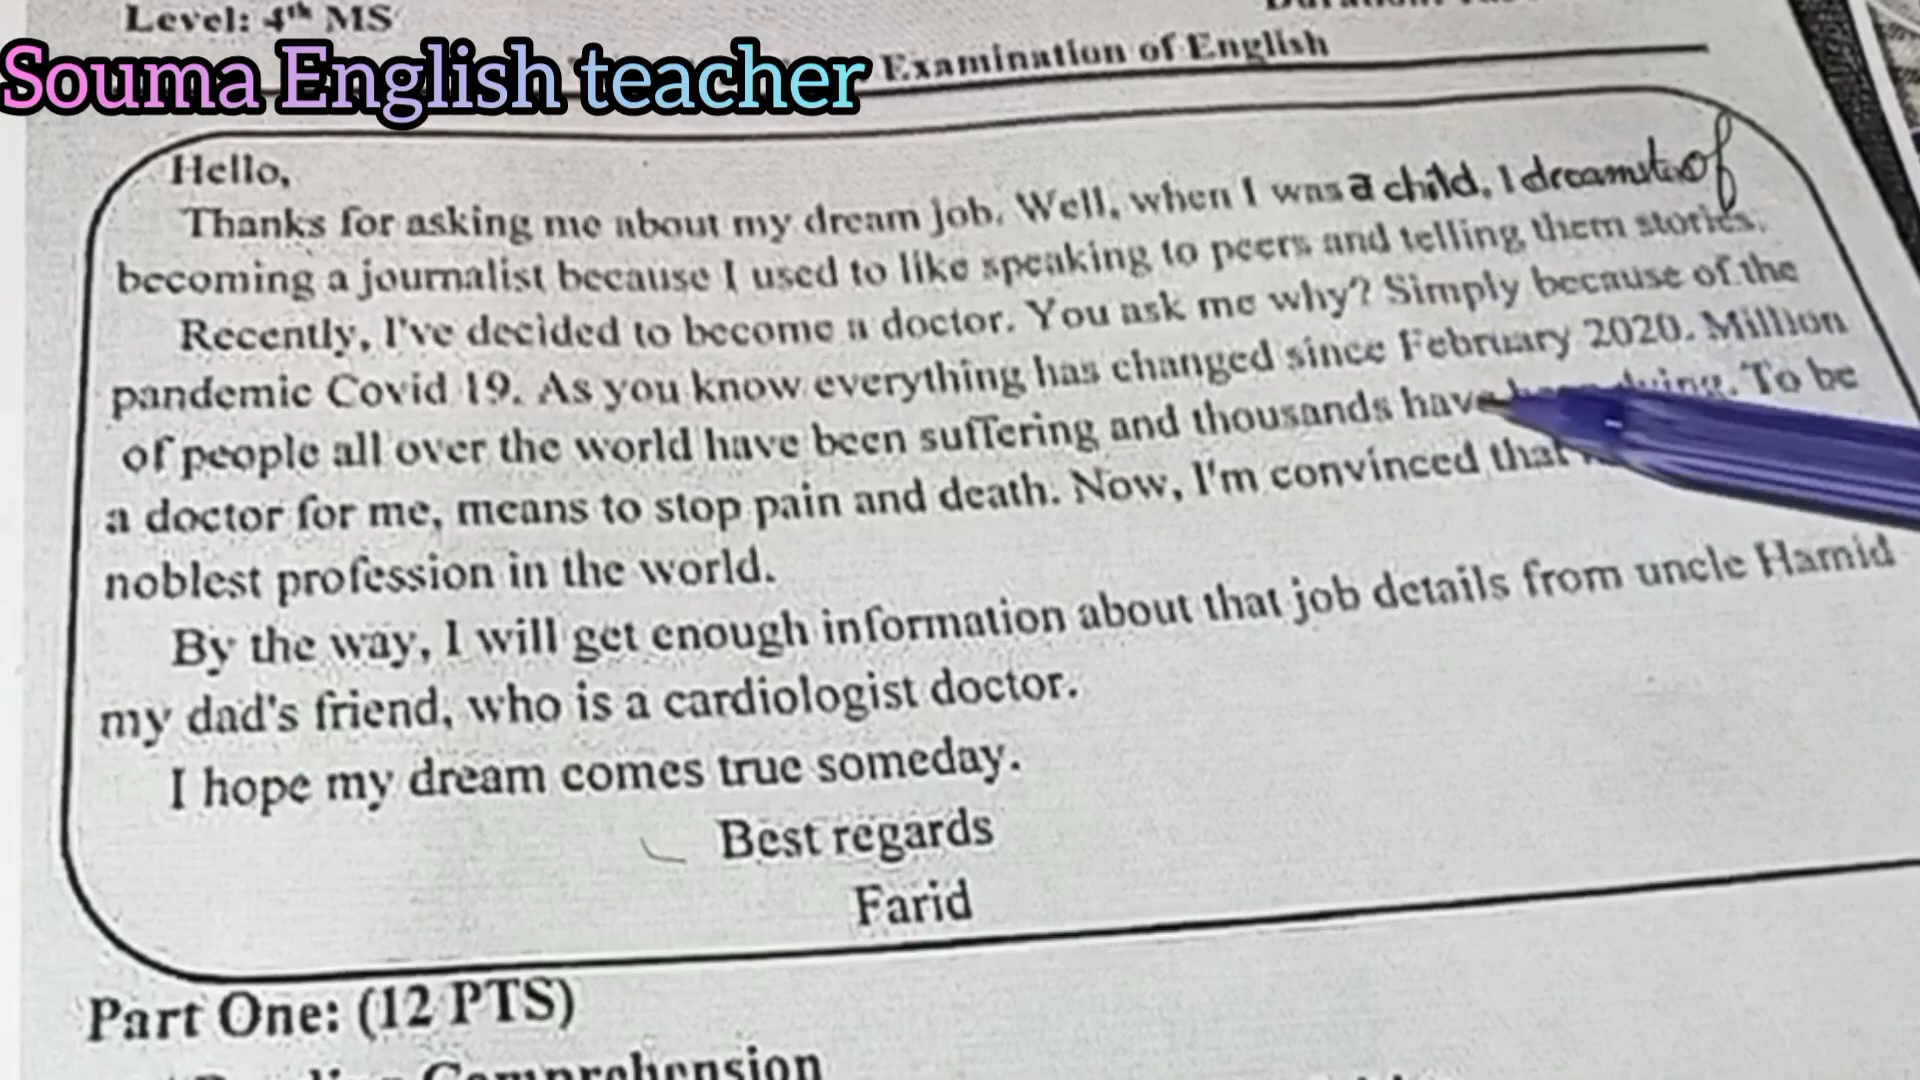 Level: 4th MS
Souma English teacher
Examination of English
Hello,
Thanks for asking me about my dream job. Well, when I was a child, I dreamt of
becoming a journalist because I used to like speaking to peers and telling them stories.
Recently, I've decided to become a doctor. You ask me why? Simply because of the
pandemic Covid 19. As you know everything has changed since February 2020. Million
of people all over the world have been suffering and thousands have been dying. To be
a doctor for me, means to stop pain and death. Now, I'm convinced that
noblest profession in the world.
By the way, I will get enough information about that job details from uncle Hamid
my dad's friend, who is a cardiologist doctor.
I hope my dream comes true someday.
Best regards
Farid
Part One: (12 PTS)
Reading Comprehension